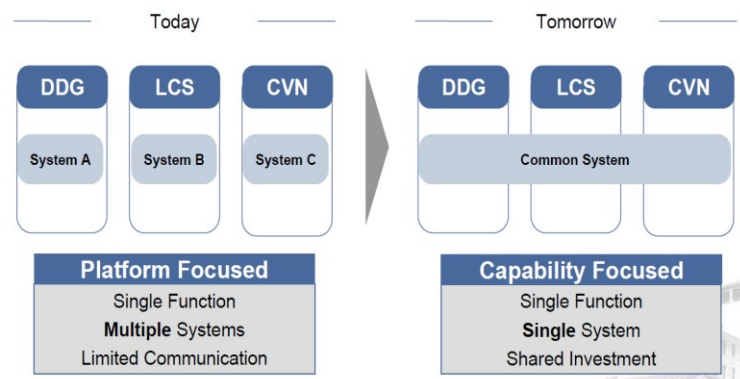 Today
Tomorrow
DDG
LCS
CVN
DDG
LCS
CVN
System A
System B
System C
Common System
Platform Focused
Single Function
Multiple Systems
Limited Communication
Capability Focused
Single Function
Single System
Shared Investment